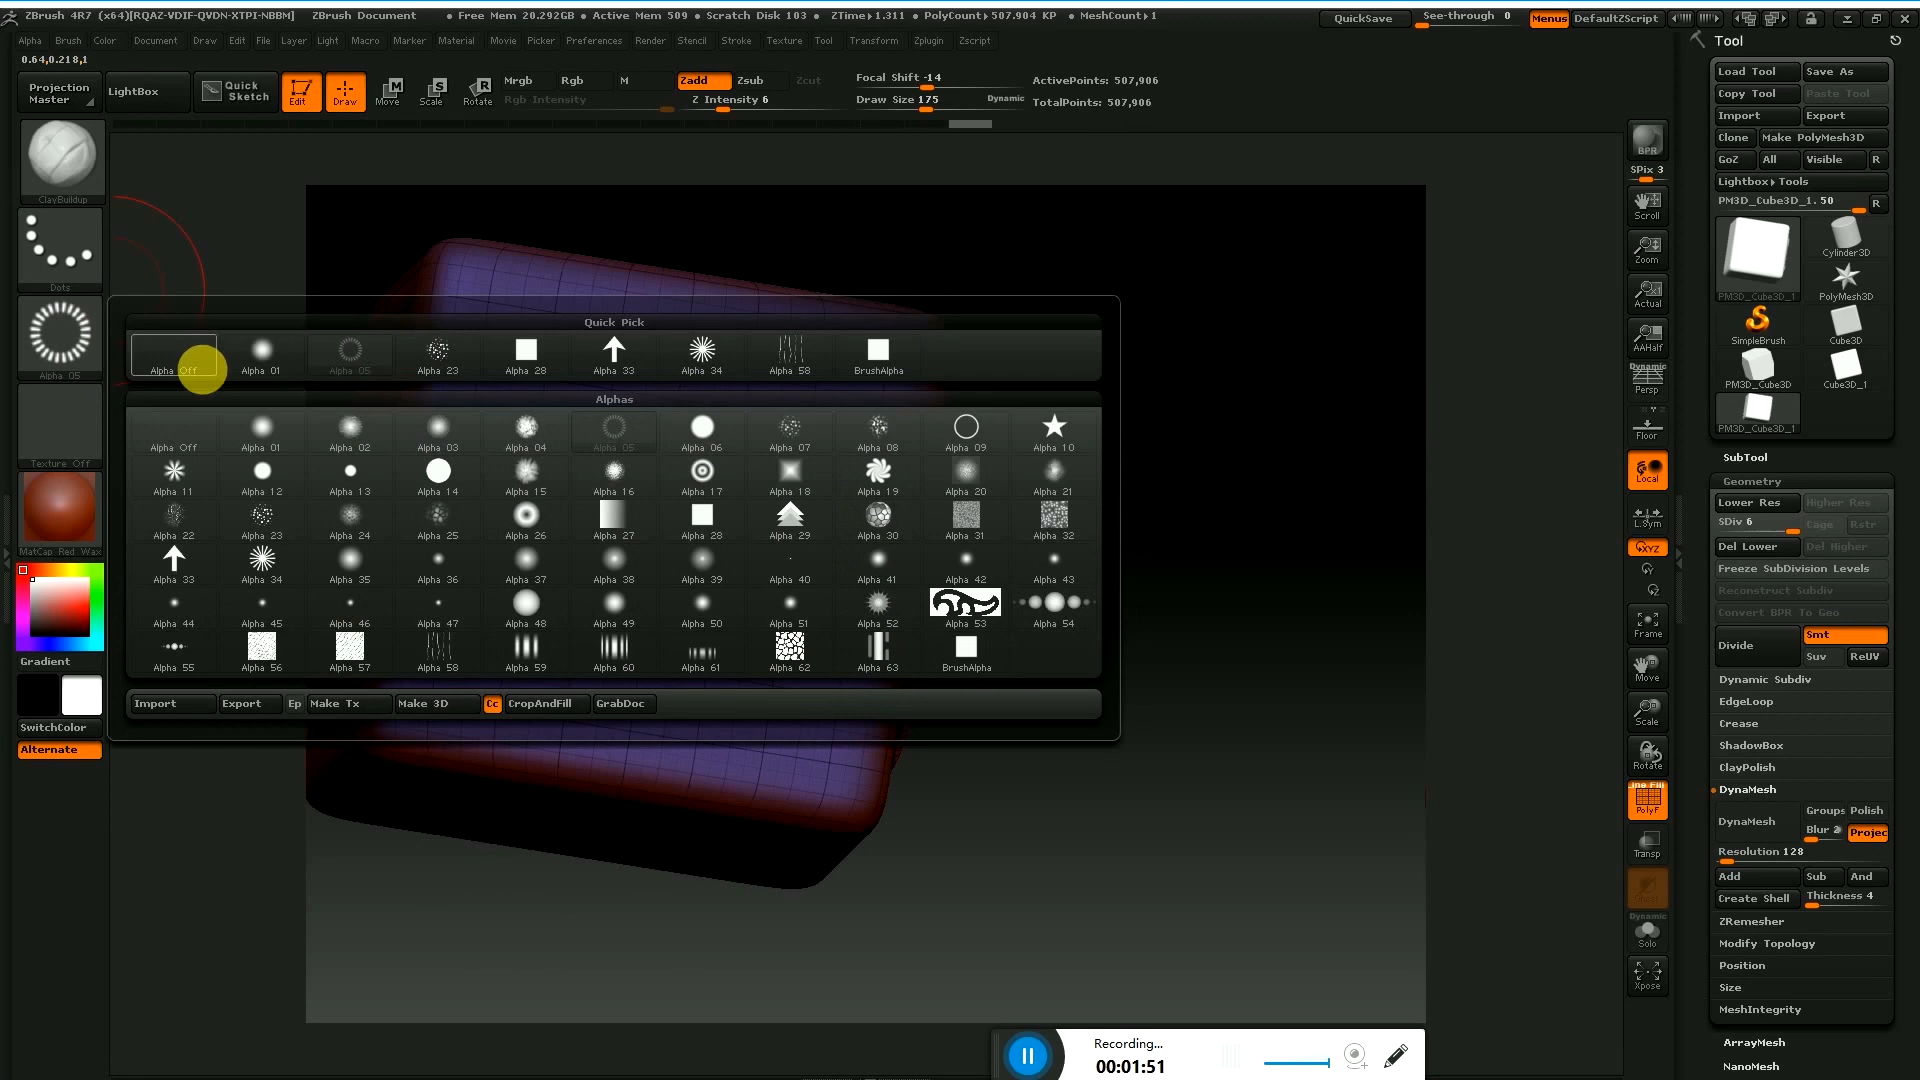 ZBrush 4R7 (x64)[RQAZ-VDIF-QVDN-XTPI-NBBM] ZBrush Document • Free Mem 20.292GB • Active Mem 509 • Scratch Disk 103 • ZTime▸1.311 • PolyCount▸507.904 KP • MeshCount▸1 QuickSave See-through 0 Menus DefaultZScript
Alpha Brush Color Document Draw Edit File Layer Light Macro Marker Material Movie Picker Preferences Render Stencil Stroke Texture Tool Transform Zplugin Zscript
0.64,0.218,1
Projection Master LightBox Quick Sketch Edit Draw Move Scale Rotate
Mrgb Rgb M Zadd Zsub Zcut
Rgb Intensity Z Intensity 6
Focal Shift -14
Draw Size 175 Dynamic
ActivePoints: 507,906
TotalPoints: 507,906
ClayBuildup
Dots
Alpha 05
Texture Off
MatCap Red Wax
Gradient
SwitchColor
Alternate
Quick Pick
Alpha Off Alpha 01 Alpha 05 Alpha 23 Alpha 28 Alpha 33 Alpha 34 Alpha 58 BrushAlpha
Alphas
Alpha Off Alpha 01 Alpha 02 Alpha 03 Alpha 04 Alpha 05 Alpha 06 Alpha 07 Alpha 08 Alpha 09 Alpha 10
Alpha 11 Alpha 12 Alpha 13 Alpha 14 Alpha 15 Alpha 16 Alpha 17 Alpha 18 Alpha 19 Alpha 20 Alpha 21
Alpha 22 Alpha 23 Alpha 24 Alpha 25 Alpha 26 Alpha 27 Alpha 28 Alpha 29 Alpha 30 Alpha 31 Alpha 32
Alpha 33 Alpha 34 Alpha 35 Alpha 36 Alpha 37 Alpha 38 Alpha 39 Alpha 40 Alpha 41 Alpha 42 Alpha 43
Alpha 44 Alpha 45 Alpha 46 Alpha 47 Alpha 48 Alpha 49 Alpha 50 Alpha 51 Alpha 52 Alpha 53 Alpha 54
Alpha 55 Alpha 56 Alpha 57 Alpha 58 Alpha 59 Alpha 60 Alpha 61 Alpha 62 Alpha 63 BrushAlpha
Import Export Ep Make Tx Make 3D Cc CropAndFill GrabDoc
BPR
SPix 3
Scroll
Zoom
Actual
AAHalf
Dynamic
Persp
Floor
Local
L.Sym
XYZ
Frame
Move
Scale
Rotate
Line Fill
PolyF
Transp
Dynamic
Solo
Xpose
Tool
Load Tool Save As
Copy Tool Paste Tool
Import Export
Clone Make PolyMesh3D
GoZ All Visible R
Lightbox▸Tools
PM3D_Cube3D_1. 50 R
PM3D_Cube3D_1 Cylinder3D
PolyMesh3D
SimpleBrush Cube3D
PM3D_Cube3D Cube3D_1
PM3D_Cube3D_1
SubTool
Geometry
Lower Res Higher Res
SDiv 6 Cage Rstr
Del Lower Del Higher
Freeze SubDivision Levels
Reconstruct Subdiv
Convert BPR To Geo
Divide Smt
Suv ReUV
Dynamic Subdiv
EdgeLoop
Crease
ShadowBox
ClayPolish
DynaMesh
DynaMesh Groups Polish
Blur 2 Projec
Resolution 128
Add Sub And
Create Shell Thickness 4
ZRemesher
Modify Topology
Position
Size
MeshIntegrity
ArrayMesh
NanoMesh
Recording...
00:01:51